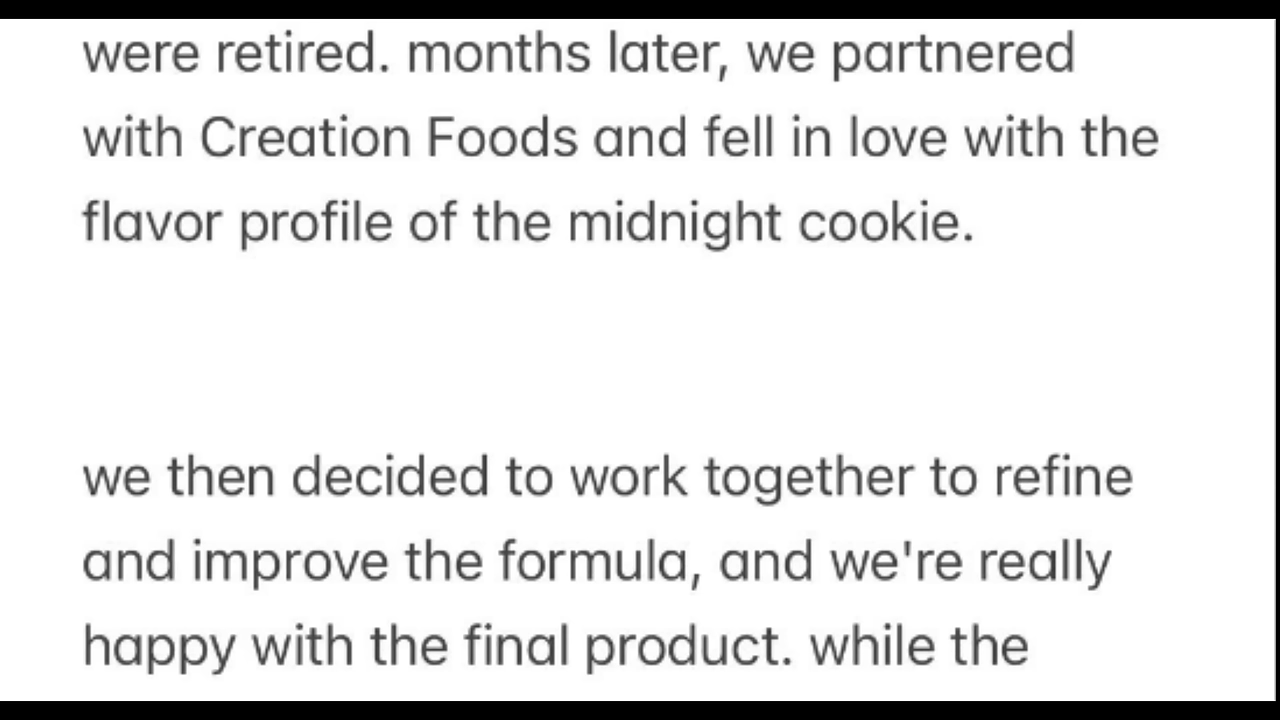 were retired. months later, we partnered
with Creation Foods and fell in love with the
flavor profile of the midnight cookie.
we then decided to work together to refine
and improve the formula, and we're really
happy with the final product. while the